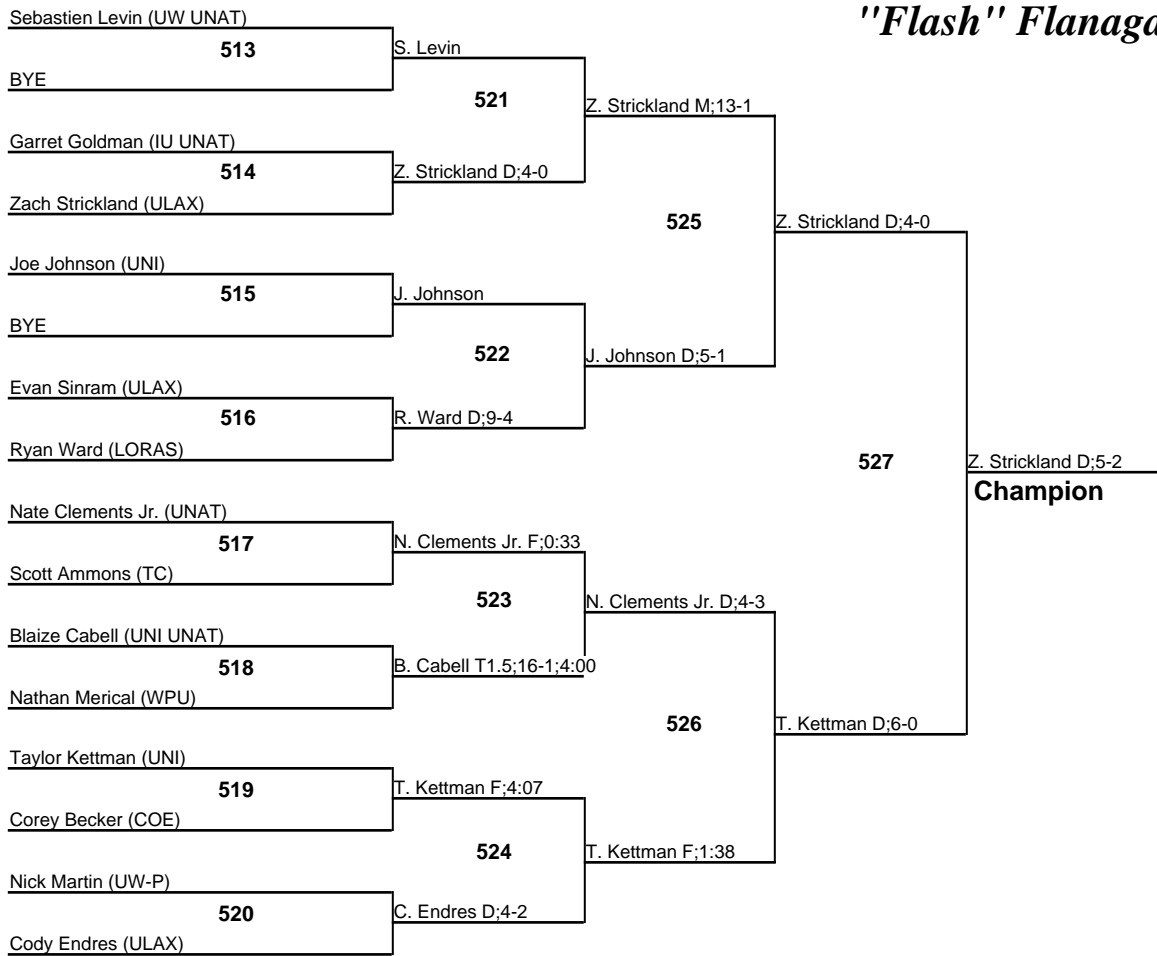 "Flash" Flanaga
Sebastien Levin (UW UNAT)
513
BYE
S. Levin
521
Garret Goldman (IU UNAT)
514
Zach Strickland (ULAX)
Z. Strickland D;4-0
Z. Strickland M;13-1
525
Joe Johnson (UNI)
515
BYE
J. Johnson
522
Evan Sinram (ULAX)
516
Ryan Ward (LORAS)
R. Ward D;9-4
J. Johnson D;5-1
Z. Strickland D;4-0
527
Z. Strickland D;5-2
Champion
Nate Clements Jr. (UNAT)
517
Scott Ammons (TC)
N. Clements Jr. F;0:33
523
Blaize Cabell (UNI UNAT)
518
Nathan Merical (WPU)
B. Cabell T1.5;16-1;4:00
N. Clements Jr. D;4-3
526
Taylor Kettman (UNI)
519
Corey Becker (COE)
T. Kettman F;4:07
524
Nick Martin (UW-P)
520
Cody Endres (ULAX)
C. Endres D;4-2
T. Kettman F;1:38
T. Kettman D;6-0